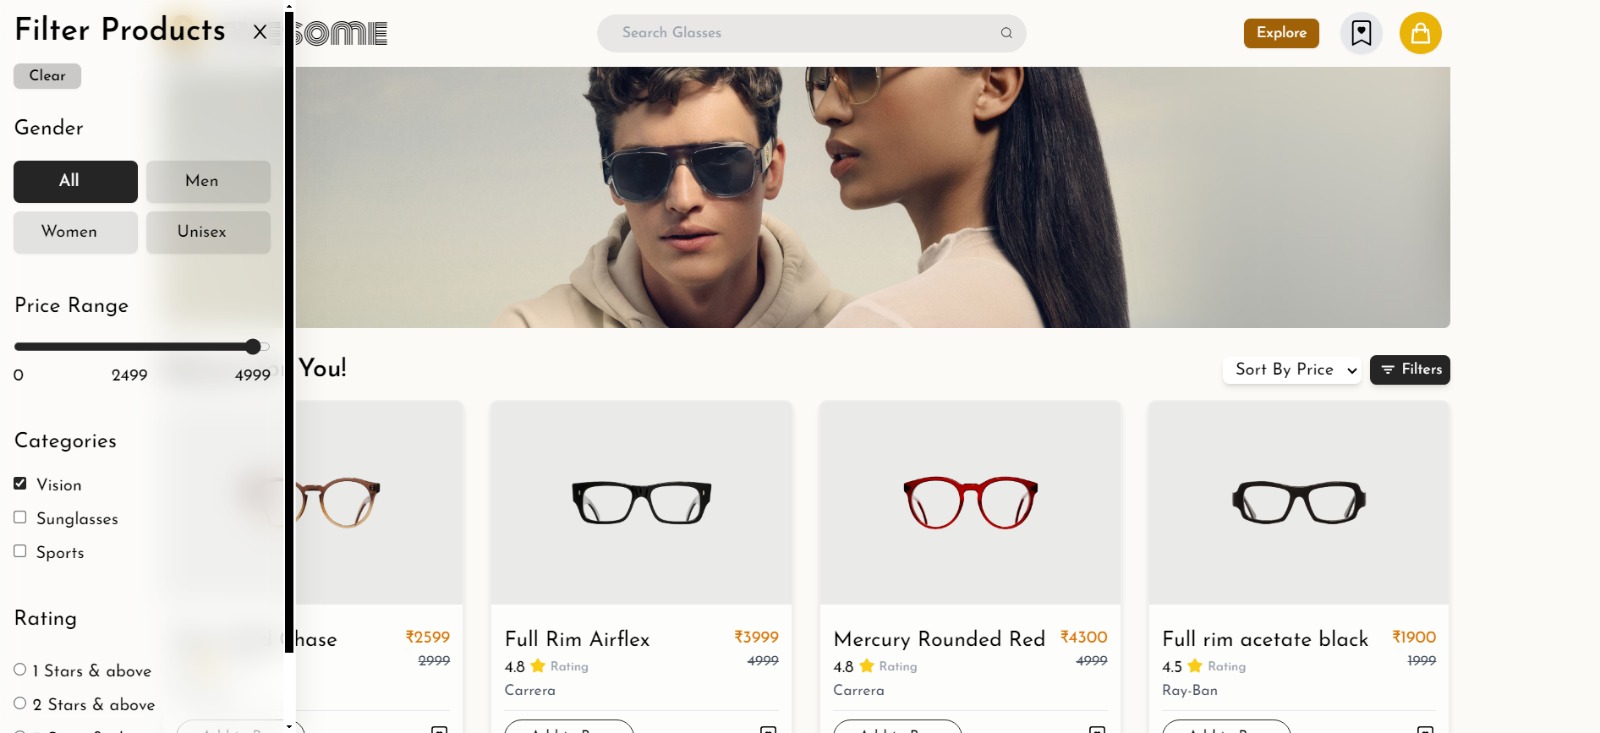 Filter Products
SOME
Search Glasses
Explore
Clear
Gender
All
Men
Women
Unisex
Price Range
0
2499
4999
You!
Sort By Price
Filters
Categories
Vision
Sunglasses
Sports
Rating
1 Stars & above
2 Stars & above
hase
₹2599
2999
Full Rim Airflex
₹3999
4.8
Rating
4999
Carrera
Mercury Rounded Red
₹4300
4.8
Rating
4999
Carrera
Full rim acetate black
₹1900
4.5
Rating
1999
Ray-Ban